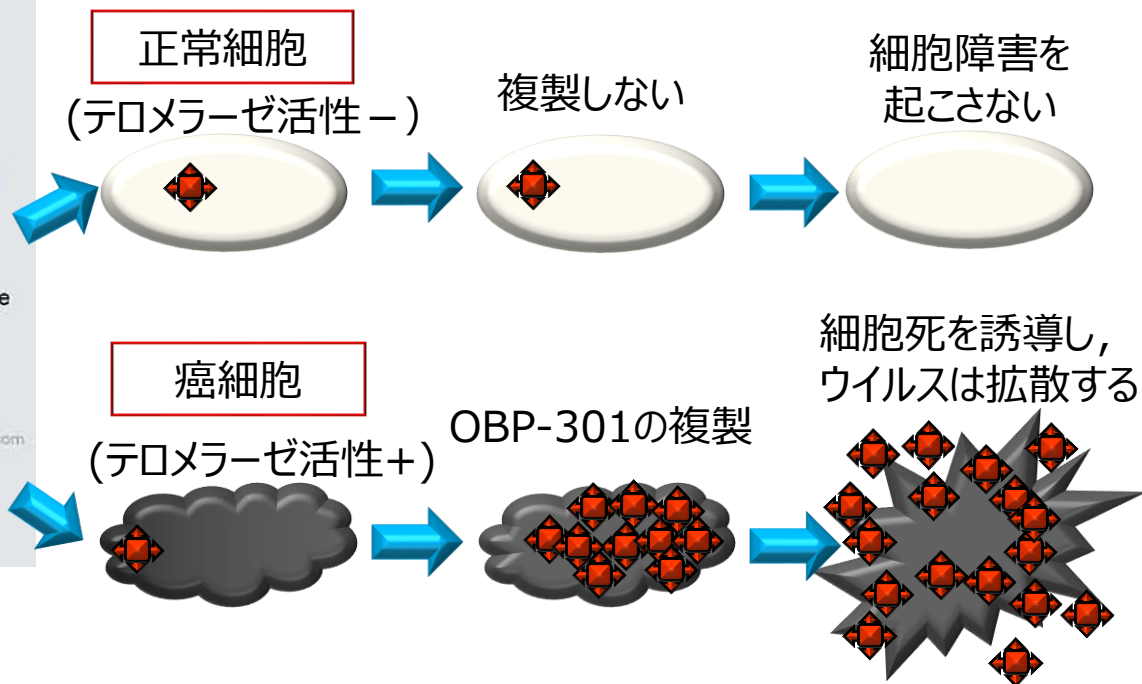 正常細胞
(テロメラーゼ活性－)
複製しない
細胞障害を
起こさない
癌細胞
(テロメラーゼ活性+)
OBP-301の複製
細胞死を誘導し,
ウイルスは拡散する
e
om